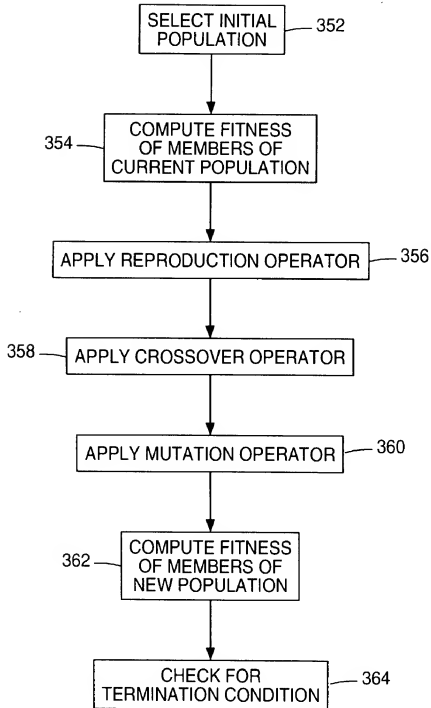 SELECT INITIAL
POPULATION
352
COMPUTE FITNESS
OF MEMBERS OF
CURRENT POPULATION
354
APPLY REPRODUCTION OPERATOR
356
APPLY CROSSOVER OPERATOR
358
APPLY MUTATION OPERATOR
360
COMPUTE FITNESS
OF MEMBERS OF
NEW POPULATION
362
CHECK FOR
TERMINATION CONDITION
364